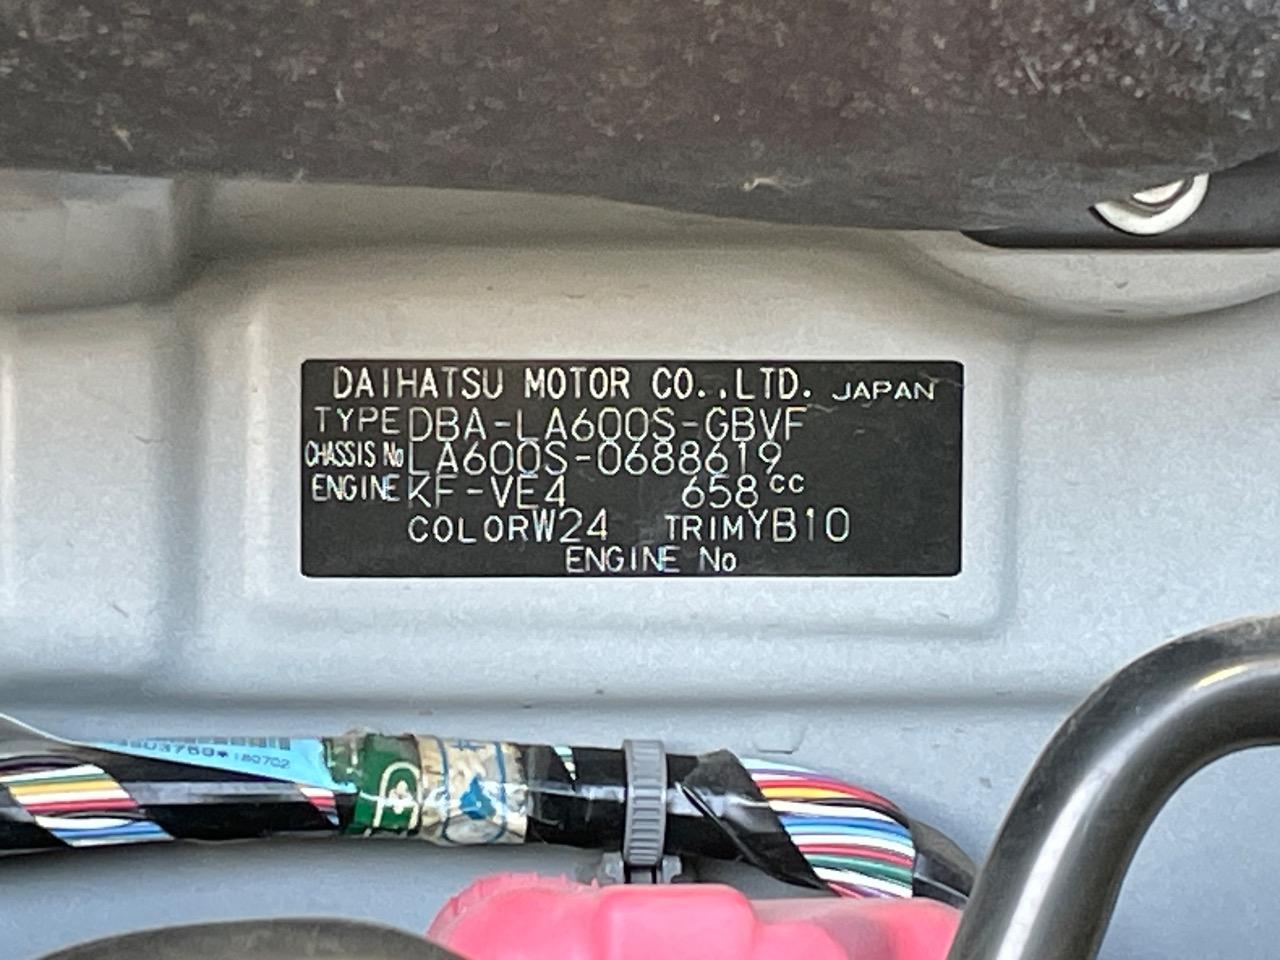 DAIHATSU MOTOR CO.,LTD. JAPAN
TYPE DBA-LA600S-GBVF
CHASSIS No LA600S-0688619
ENGINE KF-VE4 658cc
COLOR W24 TRIM YB10
ENGINE No
180702